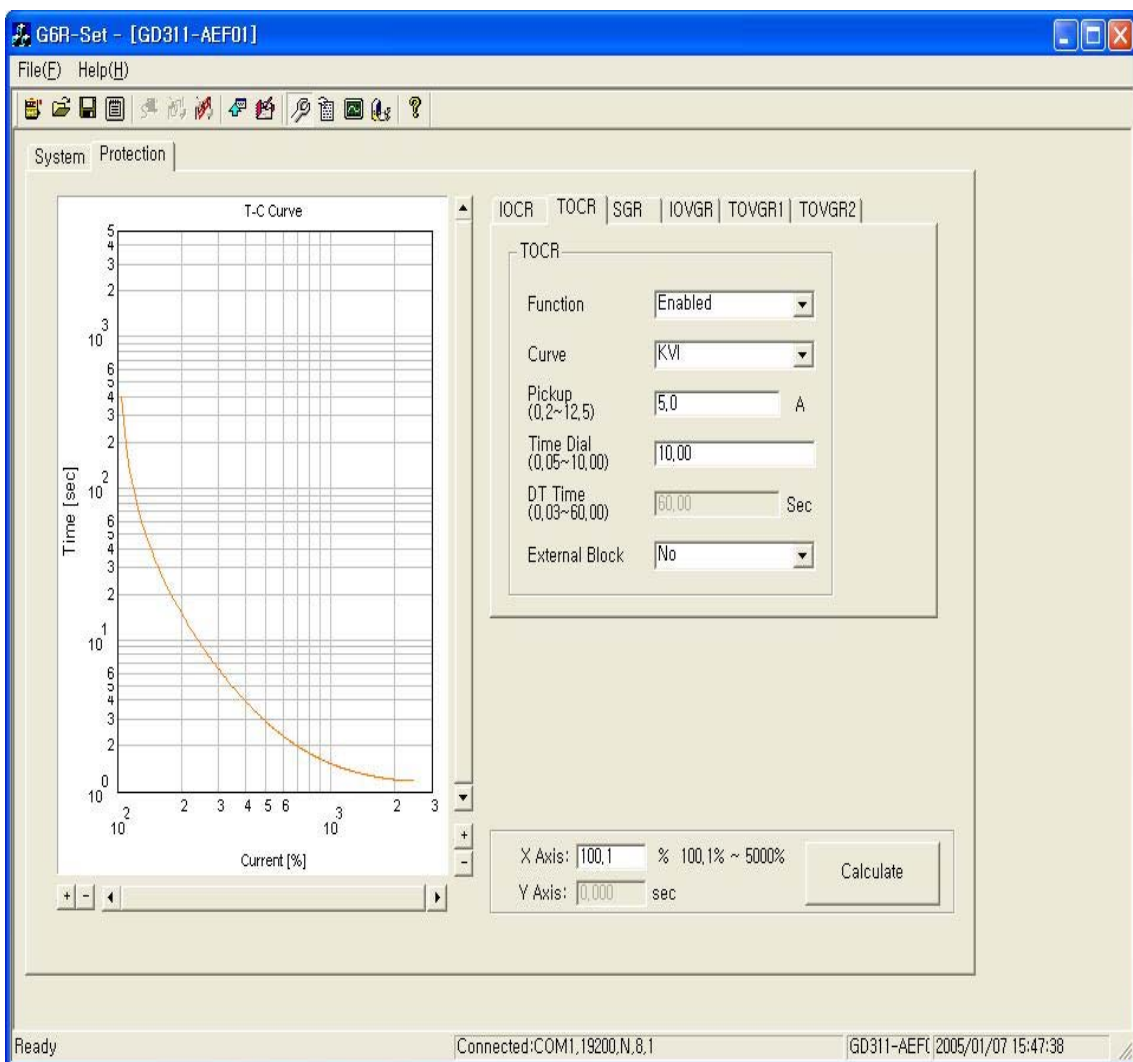 G6R-Set - [GD311-AEF01]
File(F) Help(H)
System Protection
T-C Curve
5
4
3
2
10 3
6
5
4
3
2
10 2
6
5
4
3
2
10 1
6
5
4
3
2
10 0
Time [sec]
10 2 2 3 4 5 6 10 3 2 3
Current [%]
+ -
+
-
IOCR TOCR SGR IOVGR TOVGR1 TOVGR2
TOCR
Function Enabled
Curve KVI
Pickup
(0,2~12,5) 5,0 A
Time Dial
(0,05~10,00) 10,00
DT Time
(0,03~60,00) 60,00 Sec
External Block No
X Axis: 100,1 % 100,1% ~ 5000%
Y Axis: 0,000 sec
Calculate
Ready Connected:COM1,19200,N,8,1 GD311-AEF( 2005/01/07 15:47:38